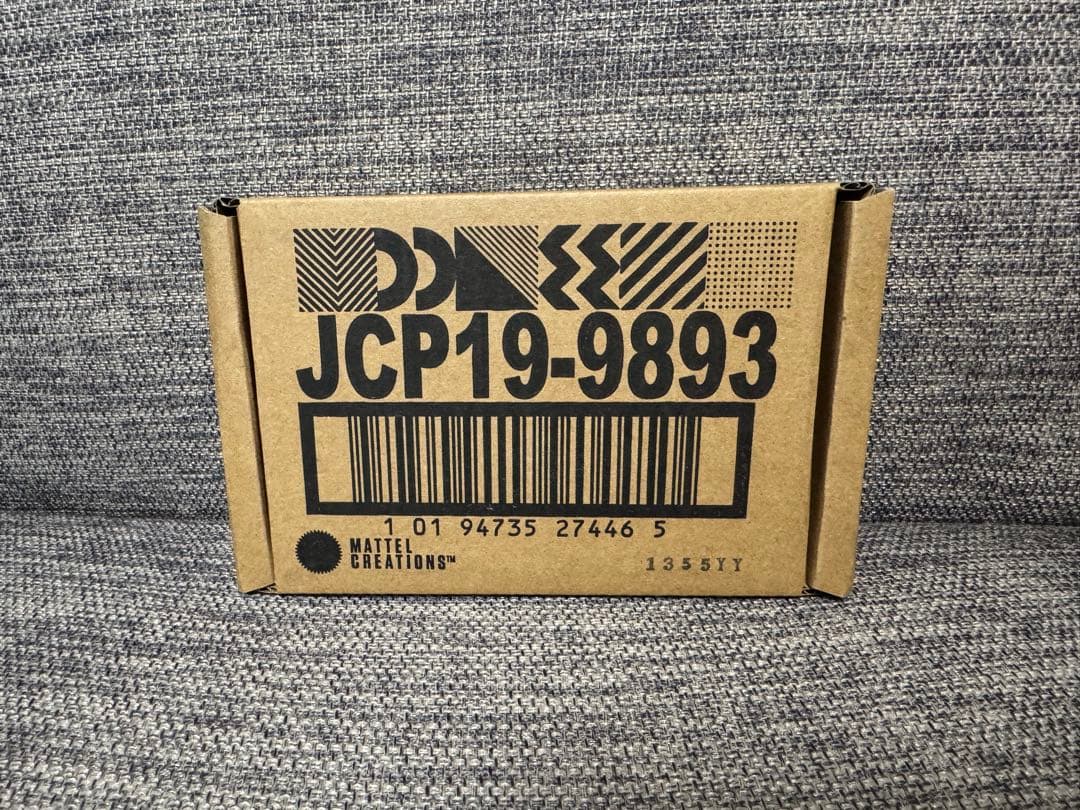 JCP19-9893
1 01 94735 27446 5
MATTEL
CREATIONS™
1355YY